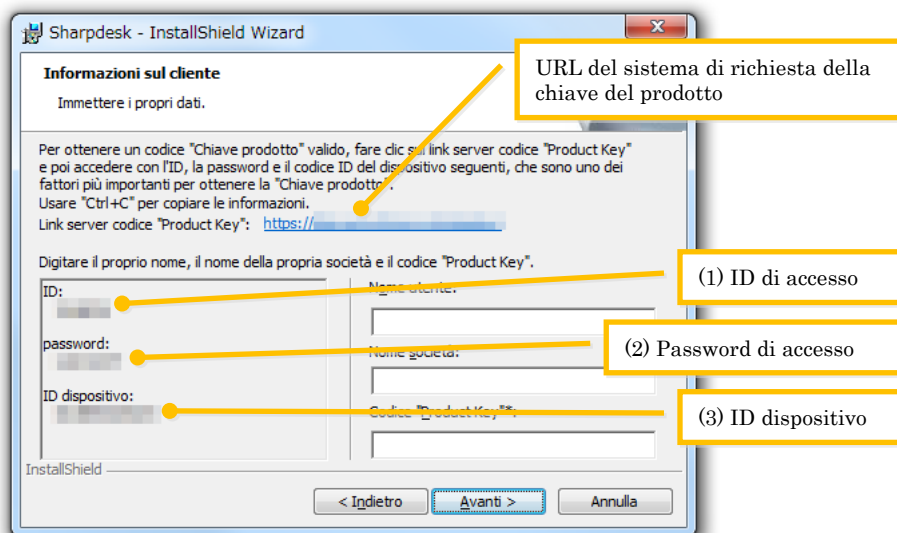 Sharpdesk - InstallShield Wizard
Informazioni sul cliente
Immettere i propri dati.
URL del sistema di richiesta della
chiave del prodotto
Per ottenere un codice "Chiave prodotto" valido, fare clic sul link server codice "Product Key"
e poi accedere con l'ID, la password e il codice ID del dispositivo seguenti, che sono uno dei
fattori più importanti per ottenere la "Chiave prodotto".
Usare "Ctrl+C" per copiare le informazioni.
Link server codice "Product Key": https://
Digitare il proprio nome, il nome della propria società e il codice "Product Key".
ID:
password:
ID dispositivo:
Nome utente:
Nome società:
Codice "Product Key"*:
(1) ID di accesso
(2) Password di accesso
(3) ID dispositivo
InstallShield
< Indietro
Avanti >
Annulla